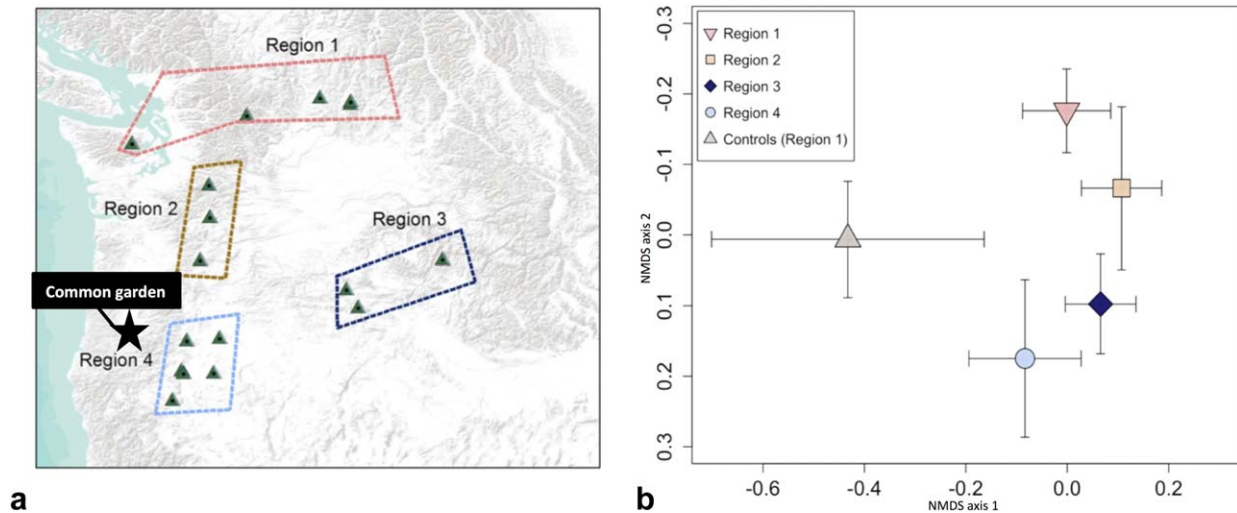 Region 1
Region 2
Region 3
Common garden
Region 4
a
Region 1
Region 2
Region 3
Region 4
Controls (Region 1)
-0.3
-0.2
-0.1
0.0
0.1
0.2
0.3
NMDS axis 2
-0.6
-0.4
-0.2
0.0
0.2
NMDS axis 1
b